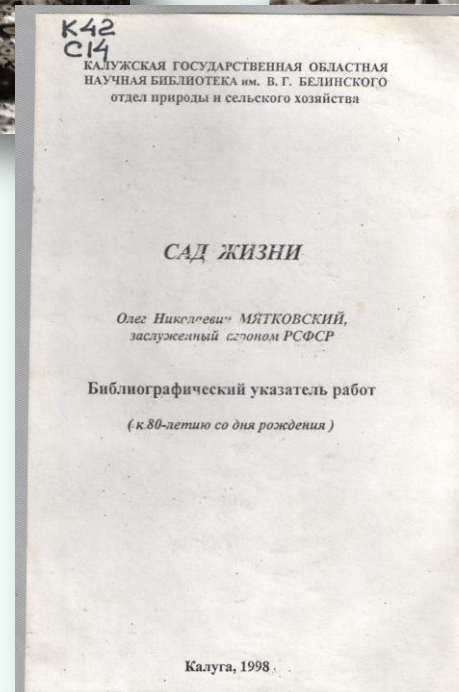 К42
С14
КАЛУЖСКАЯ ГОСУДАРСТВЕННАЯ ОБЛАСТНАЯ
НАУЧНАЯ БИБЛИОТЕКА им. В. Г. БЕЛИНСКОГО
отдел природы и сельского хозяйства
САД ЖИЗНИ
Олег Николаевич МЯТКОВСКИЙ,
заслуженный агроном РСФСР
Библиографический указатель работ
( к 80-летию со дня рождения )
Калуга, 1998